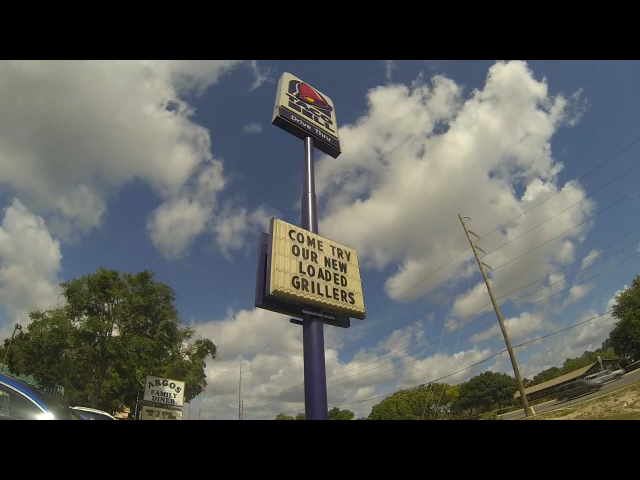 TACO
BELL
Drive Thru
COME TRY
OUR NEW
LOADED
GRILLERS
ARGOS
FAMILY
DINER